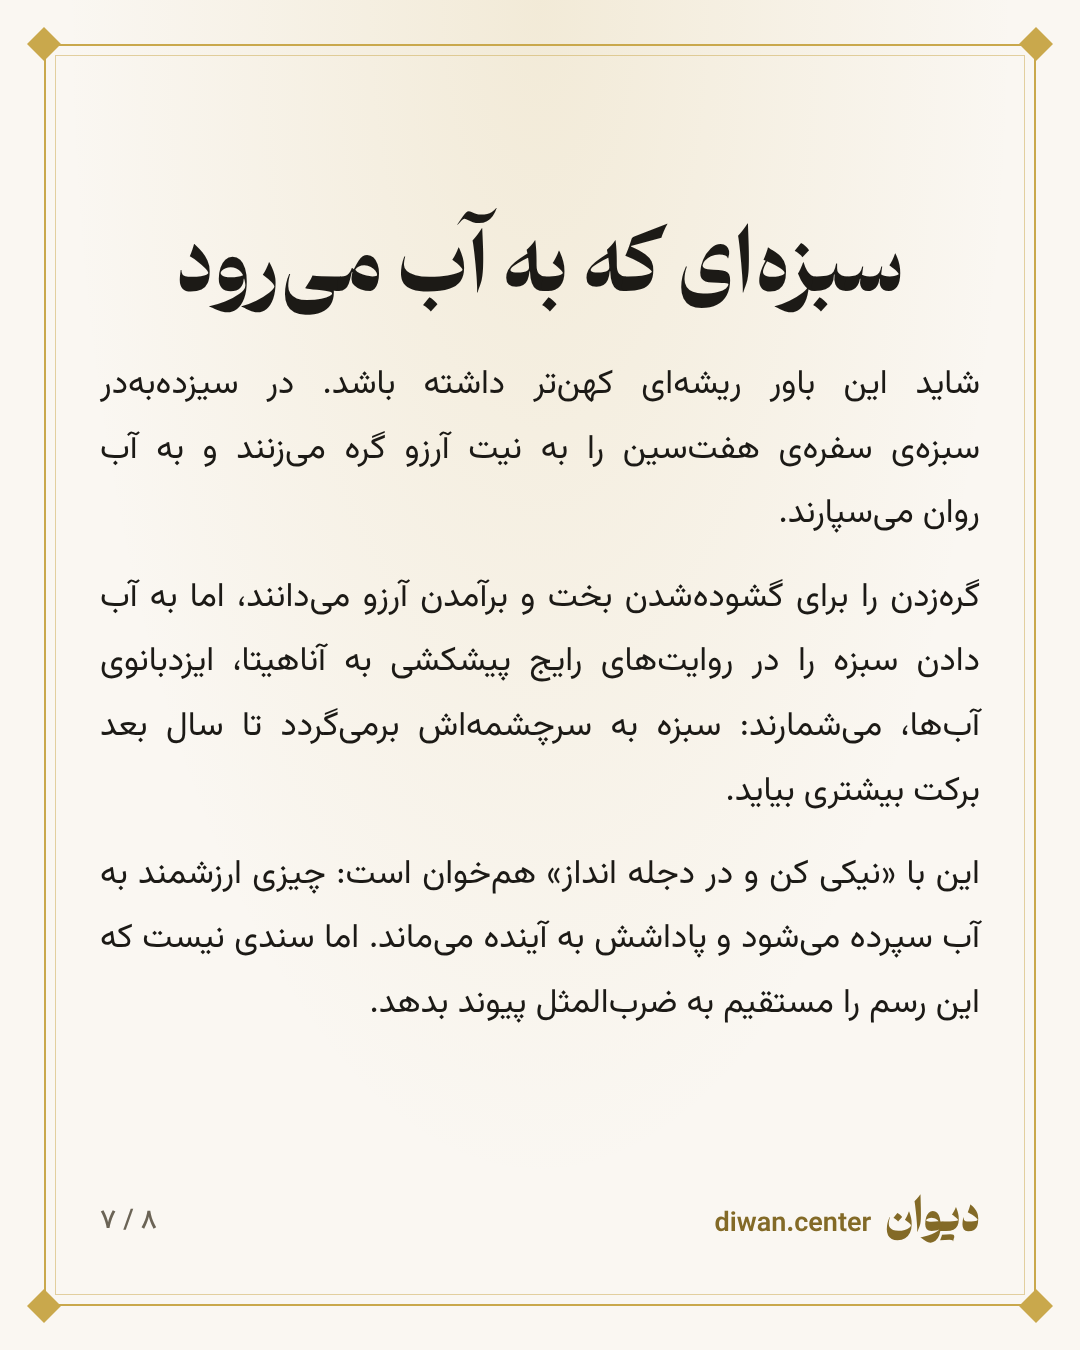 سبزه‌ای که به آب می‌رود
شاید این باور ریشه‌ای کهن‌تر داشته باشد. در سیزده‌به‌در
سبزه‌ی سفره‌ی هفت‌سین را به نیت آرزو گره می‌زنند و به آب
روان می‌سپارند.
گره‌زدن را برای گشوده‌شدن بخت و برآمدن آرزو می‌دانند، اما به آب
دادن سبزه را در روایت‌های رایج پیشکشی به آناهیتا، ایزدبانوی
آب‌ها، می‌شمارند: سبزه به سرچشمه‌اش برمی‌گردد تا سال بعد
برکت بیشتری بیاید.
این با «نیکی کن و در دجله انداز» هم‌خوان است: چیزی ارزشمند به
آب سپرده می‌شود و پاداشش به آینده می‌ماند. اما سندی نیست که
این رسم را مستقیم به ضرب‌المثل پیوند بدهد.
دیوان diwan.center
۷ / ۸